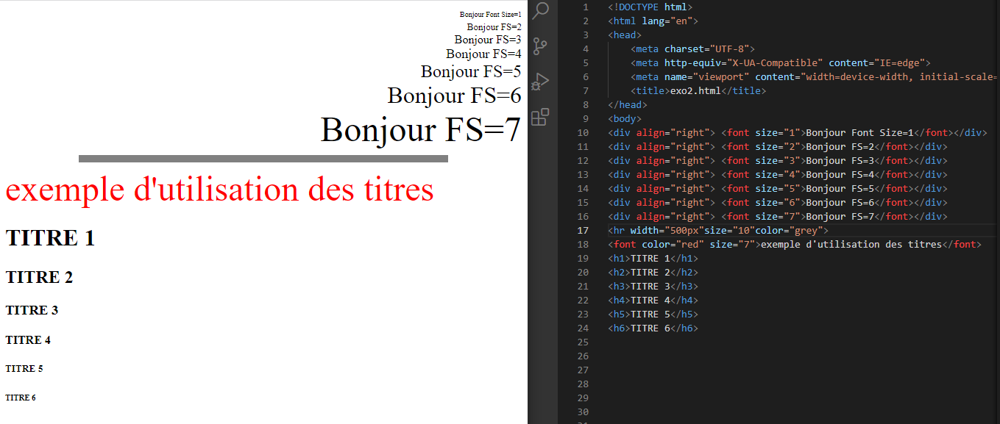 Bonjour Font Size=1
Bonjour FS=2
Bonjour FS=3
Bonjour FS=4
Bonjour FS=5
Bonjour FS=6
Bonjour FS=7
exemple d'utilisation des titres
TITRE 1
TITRE 2
TITRE 3
TITRE 4
TITRE 5
TITRE 6
1 <!DOCTYPE html>
2 <html lang="en">
3 <head>
4 <meta charset="UTF-8">
5 <meta http-equiv="X-UA-Compatible" content="IE=edge">
6 <meta name="viewport" content="width=device-width, initial-scale=
7 <title>exo2.html</title>
8 </head>
9 <body>
10 <div align="right"> <font size="1">Bonjour Font Size=1</font></div>
11 <div align="right"> <font size="2">Bonjour FS=2</font></div>
12 <div align="right"> <font size="3">Bonjour FS=3</font></div>
13 <div align="right"> <font size="4">Bonjour FS=4</font></div>
14 <div align="right"> <font size="5">Bonjour FS=5</font></div>
15 <div align="right"> <font size="6">Bonjour FS=6</font></div>
16 <div align="right"> <font size="7">Bonjour FS=7</font></div>
17 <hr width="500px"size="10"color="grey">
18 <font color="red" size="7">exemple d'utilisation des titres</font>
19 <h1>TITRE 1</h1>
20 <h2>TITRE 2</h2>
21 <h3>TITRE 3</h3>
22 <h4>TITRE 4</h4>
23 <h5>TITRE 5</h5>
24 <h6>TITRE 6</h6>
25
26
27
28
29
30